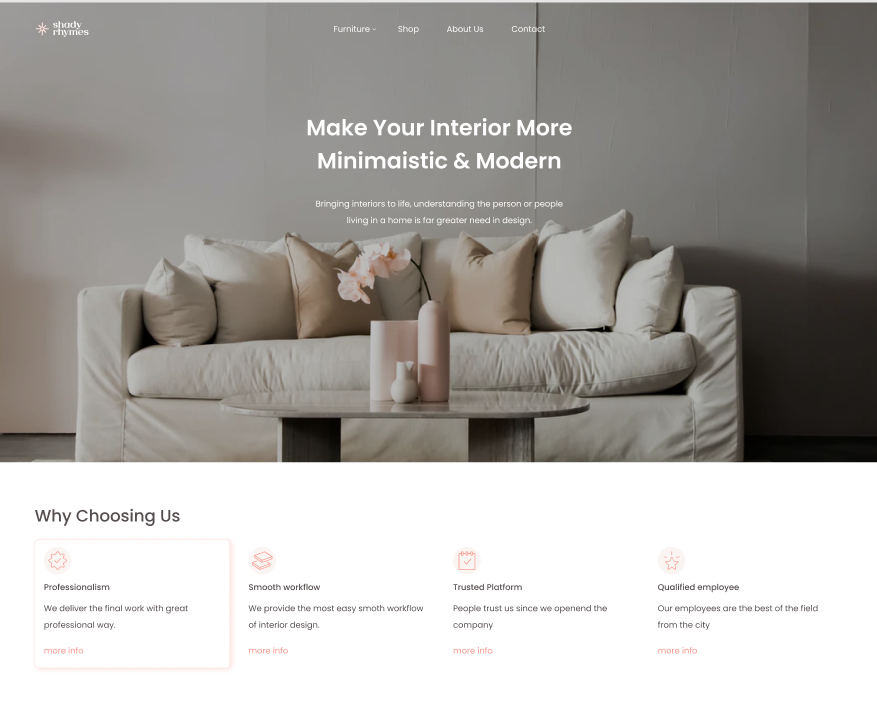 shady
rhymes
Furniture Shop About Us Contact
Make Your Interior More
Minimaistic & Modern
Bringing interiors to life, understanding the person or people
living in a home is far greater need in design.
Why Choosing Us
Professionalism
We deliver the final work with great
professional way.
more info
Smooth workflow
We provide the most easy smoth workflow
of interior design.
more info
Trusted Platform
People trust us since we openend the
company
more info
Qualified employee
Our employees are the best of the field
from the city
more info